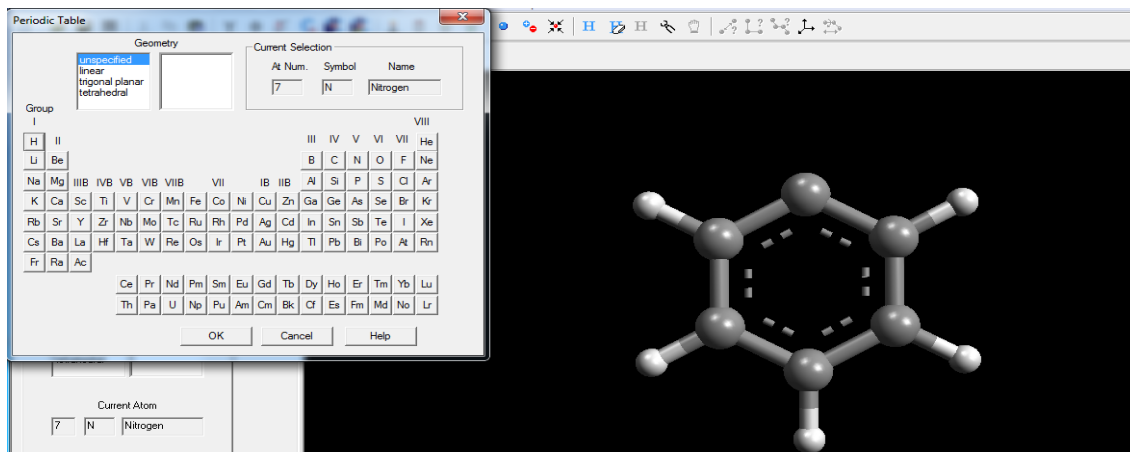 Periodic Table
Geometry
Current Selection
unspecified
linear
trigonal planar
tetrahedral
At Num. Symbol Name
7 N Nitrogen
Group
I VIII
H II III IV V VI VII He
Li Be B C N O F Ne
Na Mg IIIB IVB VB VIB VIIB VII IB IIB Al Si P S Cl Ar
K Ca Sc Ti V Cr Mn Fe Co Ni Cu Zn Ga Ge As Se Br Kr
Rb Sr Y Zr Nb Mo Tc Ru Rh Pd Ag Cd In Sn Sb Te I Xe
Cs Ba La Hf Ta W Re Os Ir Pt Au Hg Tl Pb Bi Po At Rn
Fr Ra Ac
Ce Pr Nd Pm Sm Eu Gd Tb Dy Ho Er Tm Yb Lu
Th Pa U Np Pu Am Cm Bk Cf Es Fm Md No Lr
OK Cancel Help
Current Atom
7 N Nitrogen
H H H